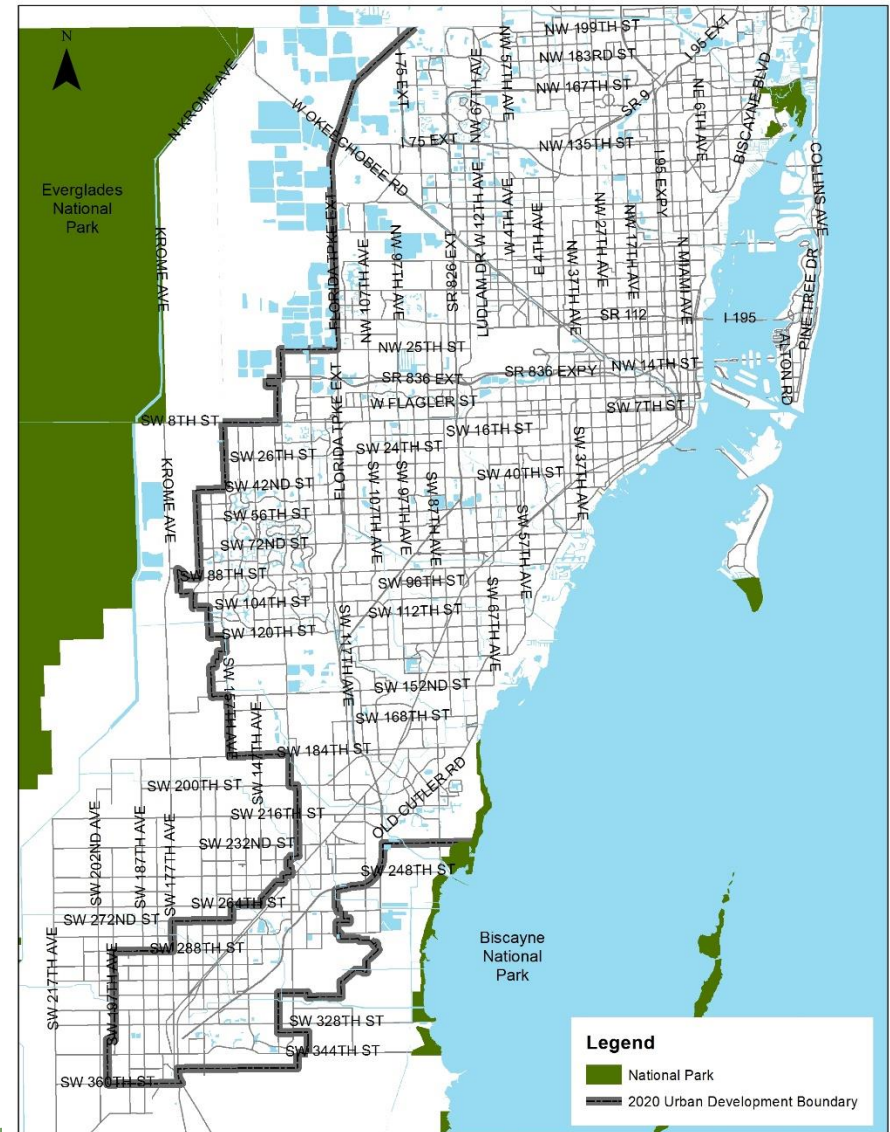 N
NW 199TH ST
NW 183RD ST
NW 167TH ST
NW 135TH ST
I 75 EXT
I 75 EXT
NW 67TH AVE
NW 57TH AVE
I 95 EXT
SR 9
NE 6TH AVE
BISCAYNE BLVD
N KROME AVE
W OKEECHOBEE RD
I 95 EXPY
COLLINS AVE
Everglades
National
Park
KROME AVE
FLORIDA TPKE EXT
NW 107TH AVE
NW 97TH AVE
SR 826 EXT
LUDLAM DR
W 12TH AVE
W 4TH AVE
E 4TH AVE
NW 37TH AVE
NW 27TH AVE
NW 17TH AVE
N MIAMI AVE
PINE TREE DR
ALTON RD
SR 112
I 195
NW 25TH ST
SR 836 EXT
SR 836 EXPY
NW 14TH ST
W FLAGLER ST
SW 7TH ST
SW 8TH ST
SW 16TH ST
SW 24TH ST
SW 26TH ST
FLORIDA TPKE EXT
KROME AVE
SW 42ND ST
SW 40TH ST
SW 37TH AVE
SW 107TH AVE
SW 97TH AVE
SW 87TH AVE
SW 57TH AVE
SW 56TH ST
SW 72ND ST
SW 88TH ST
SW 96TH ST
SW 104TH ST
SW 112TH ST
SW 67TH AVE
SW 120TH ST
SW 117TH AVE
SW 157TH AVE
SW 147TH AVE
SW 152ND ST
SW 168TH ST
SW 184TH ST
SW 200TH ST
OLD CUTLER RD
SW 216TH ST
SW 232ND ST
SW 202ND AVE
SW 187TH AVE
SW 177TH AVE
SW 248TH ST
SW 264TH ST
SW 272ND ST
SW 288TH ST
SW 217TH AVE
SW 197TH AVE
Biscayne
National
Park
SW 328TH ST
SW 344TH ST
SW 360TH ST
Legend
National Park
2020 Urban Development Boundary